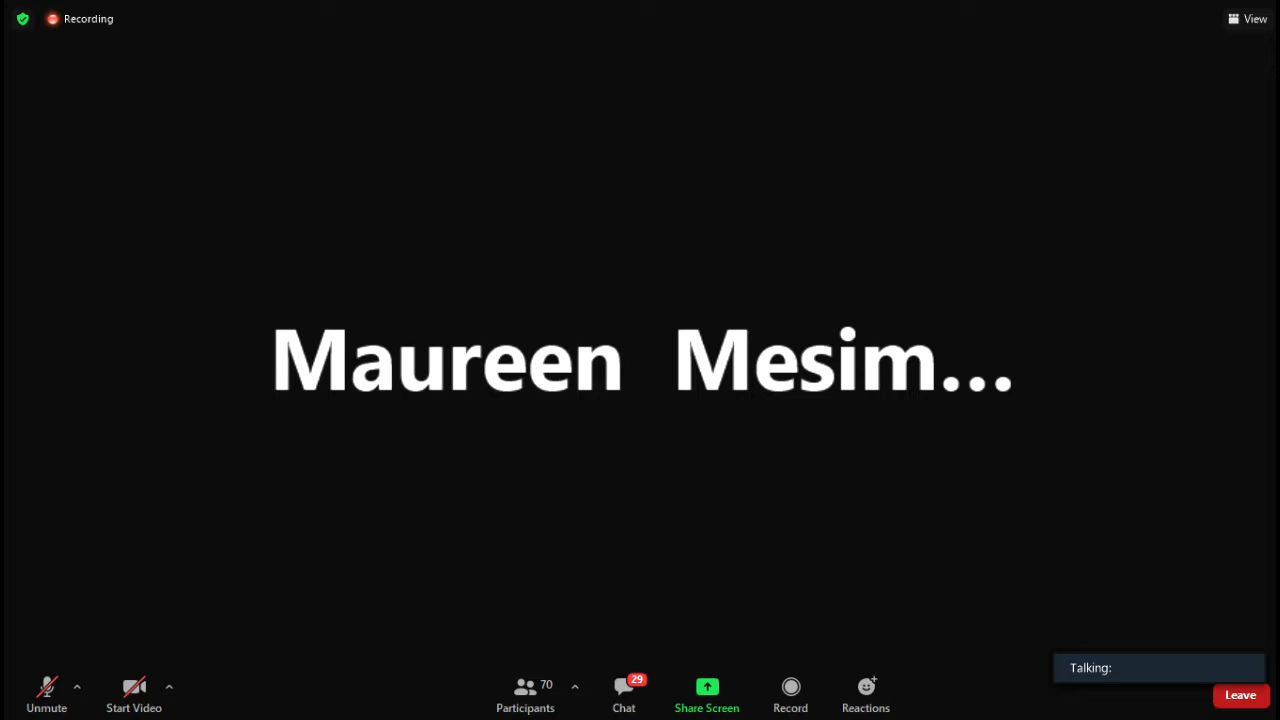 Recording
View
Maureen Mesim...
Talking:
Unmute
Start Video
70
Participants
29
Chat
Share Screen
Record
Reactions
Leave